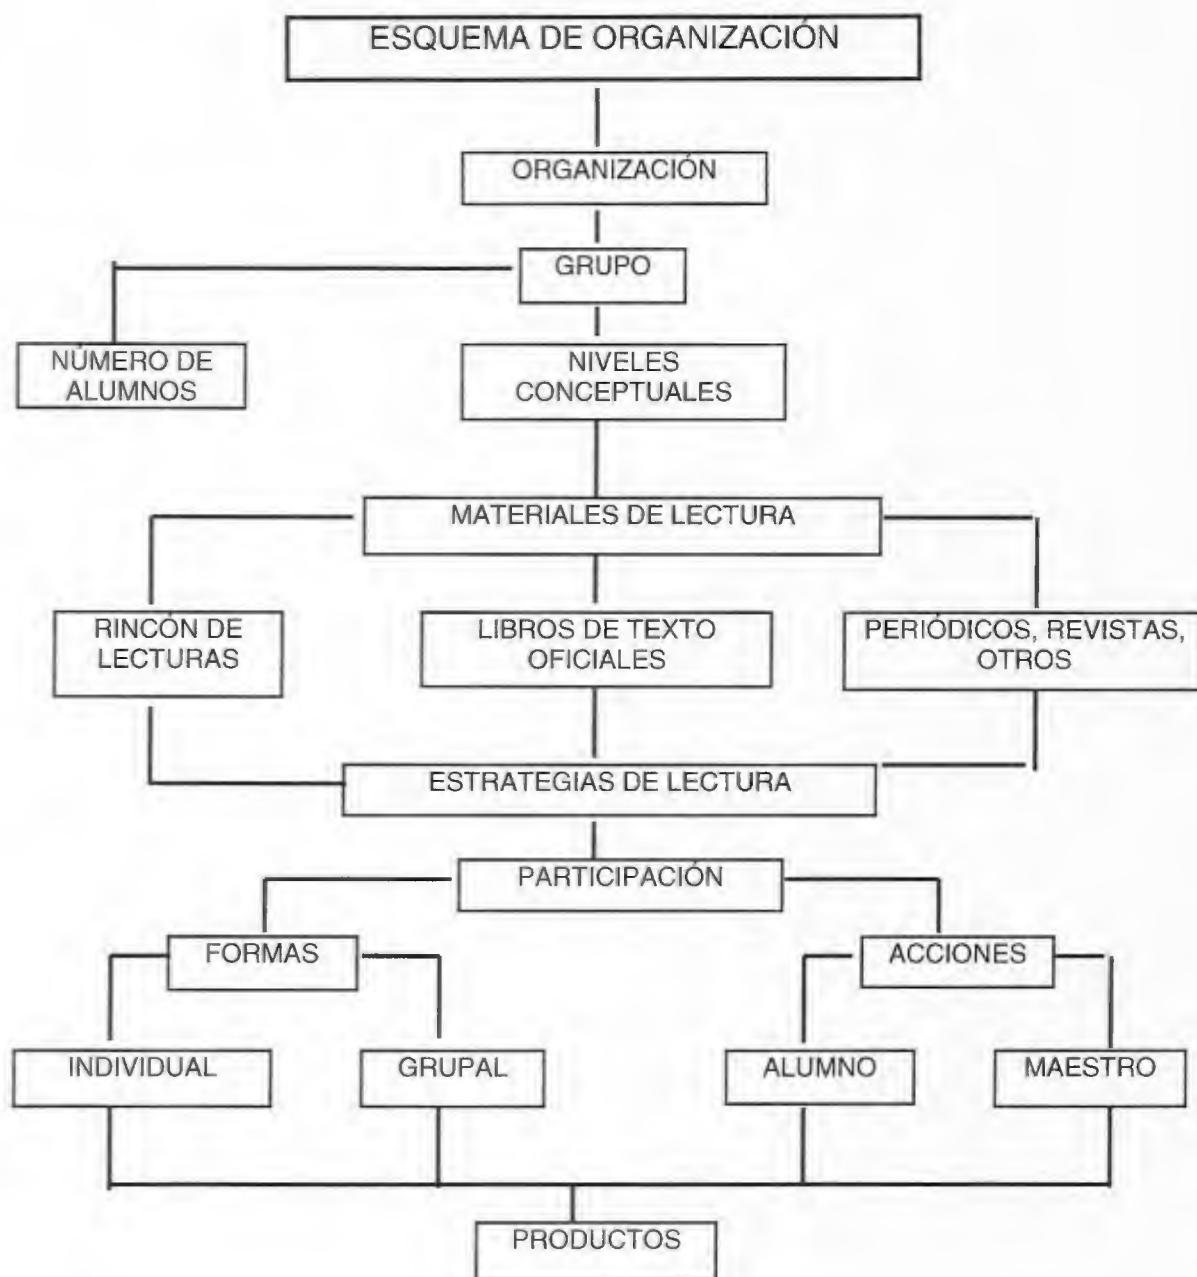 ESQUEMA DE ORGANIZACIÓN
ORGANIZACIÓN
GRUPO
NÚMERO DE
ALUMNOS
NIVELES
CONCEPTUALES
MATERIALES DE LECTURA
RINCÓN DE
LECTURAS
LIBROS DE TEXTO
OFICIALES
PERIÓDICOS, REVISTAS,
OTROS
ESTRATEGIAS DE LECTURA
PARTICIPACIÓN
FORMAS
ACCIONES
INDIVIDUAL
GRUPAL
ALUMNO
MAESTRO
PRODUCTOS